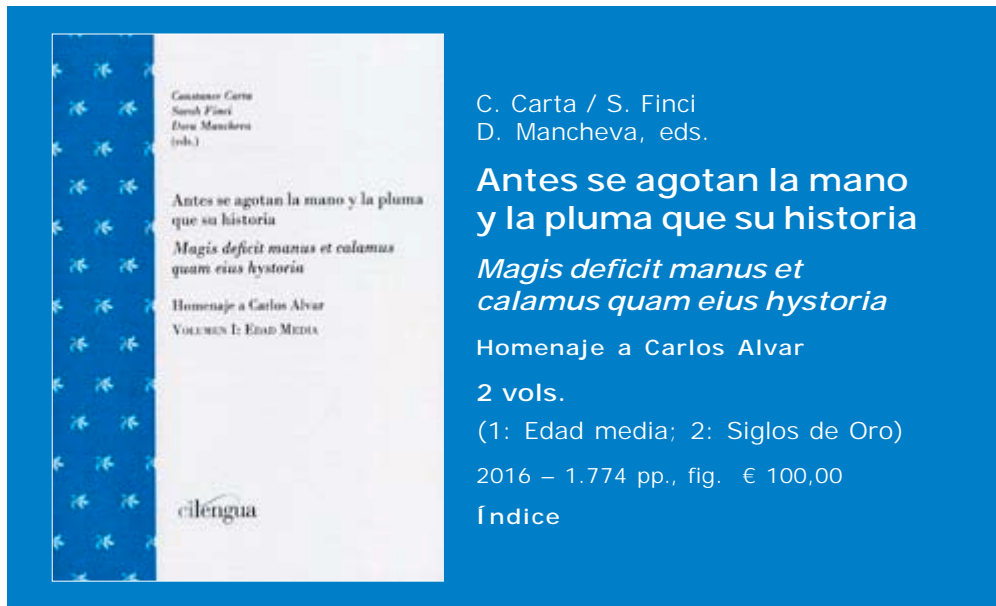 Constance Carta
Sarah Finci
Dora Mancheva
(eds.)
Antes se agotan la mano y la pluma
que su historia
Magis deficit manus et calamus
quam eius hystoria
Homenaje a Carlos Alvar
VOLUMEN I: EDAD MEDIA
cilengua
C. Carta / S. Finci
D. Mancheva, eds.
Antes se agotan la mano
y la pluma que su historia
Magis deficit manus et
calamus quam eius hystoria
Homenaje a Carlos Alvar
2 vols.
(1: Edad media; 2: Siglos de Oro)
2016 – 1.774 pp., fig. € 100,00
Índice